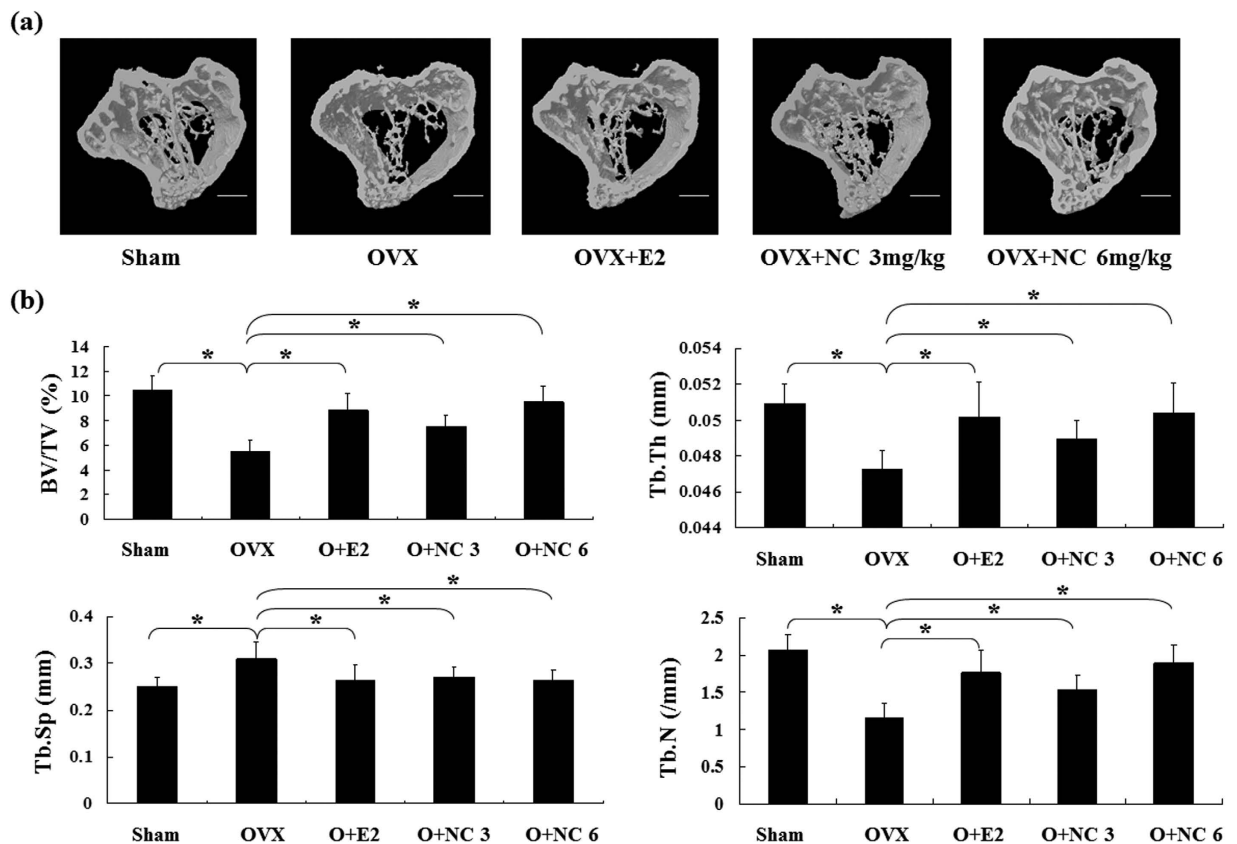 (a)
Sham
OVX
OVX+E2
OVX+NC 3mg/kg
OVX+NC 6mg/kg
(b)
BV/TV (%)
14
12
10
8
6
4
2
0
*
*
*
*
Sham
OVX
O+E2
O+NC 3
O+NC 6
Tb.Th (mm)
0.054
0.052
0.05
0.048
0.046
0.044
*
*
*
*
Sham
OVX
O+E2
O+NC 3
O+NC 6
Tb.Sp (mm)
0.4
0.3
0.2
0.1
0
*
*
*
*
Sham
OVX
O+E2
O+NC 3
O+NC 6
Tb.N (/mm)
2.5
2
1.5
1
0.5
0
*
*
*
*
Sham
OVX
O+E2
O+NC 3
O+NC 6